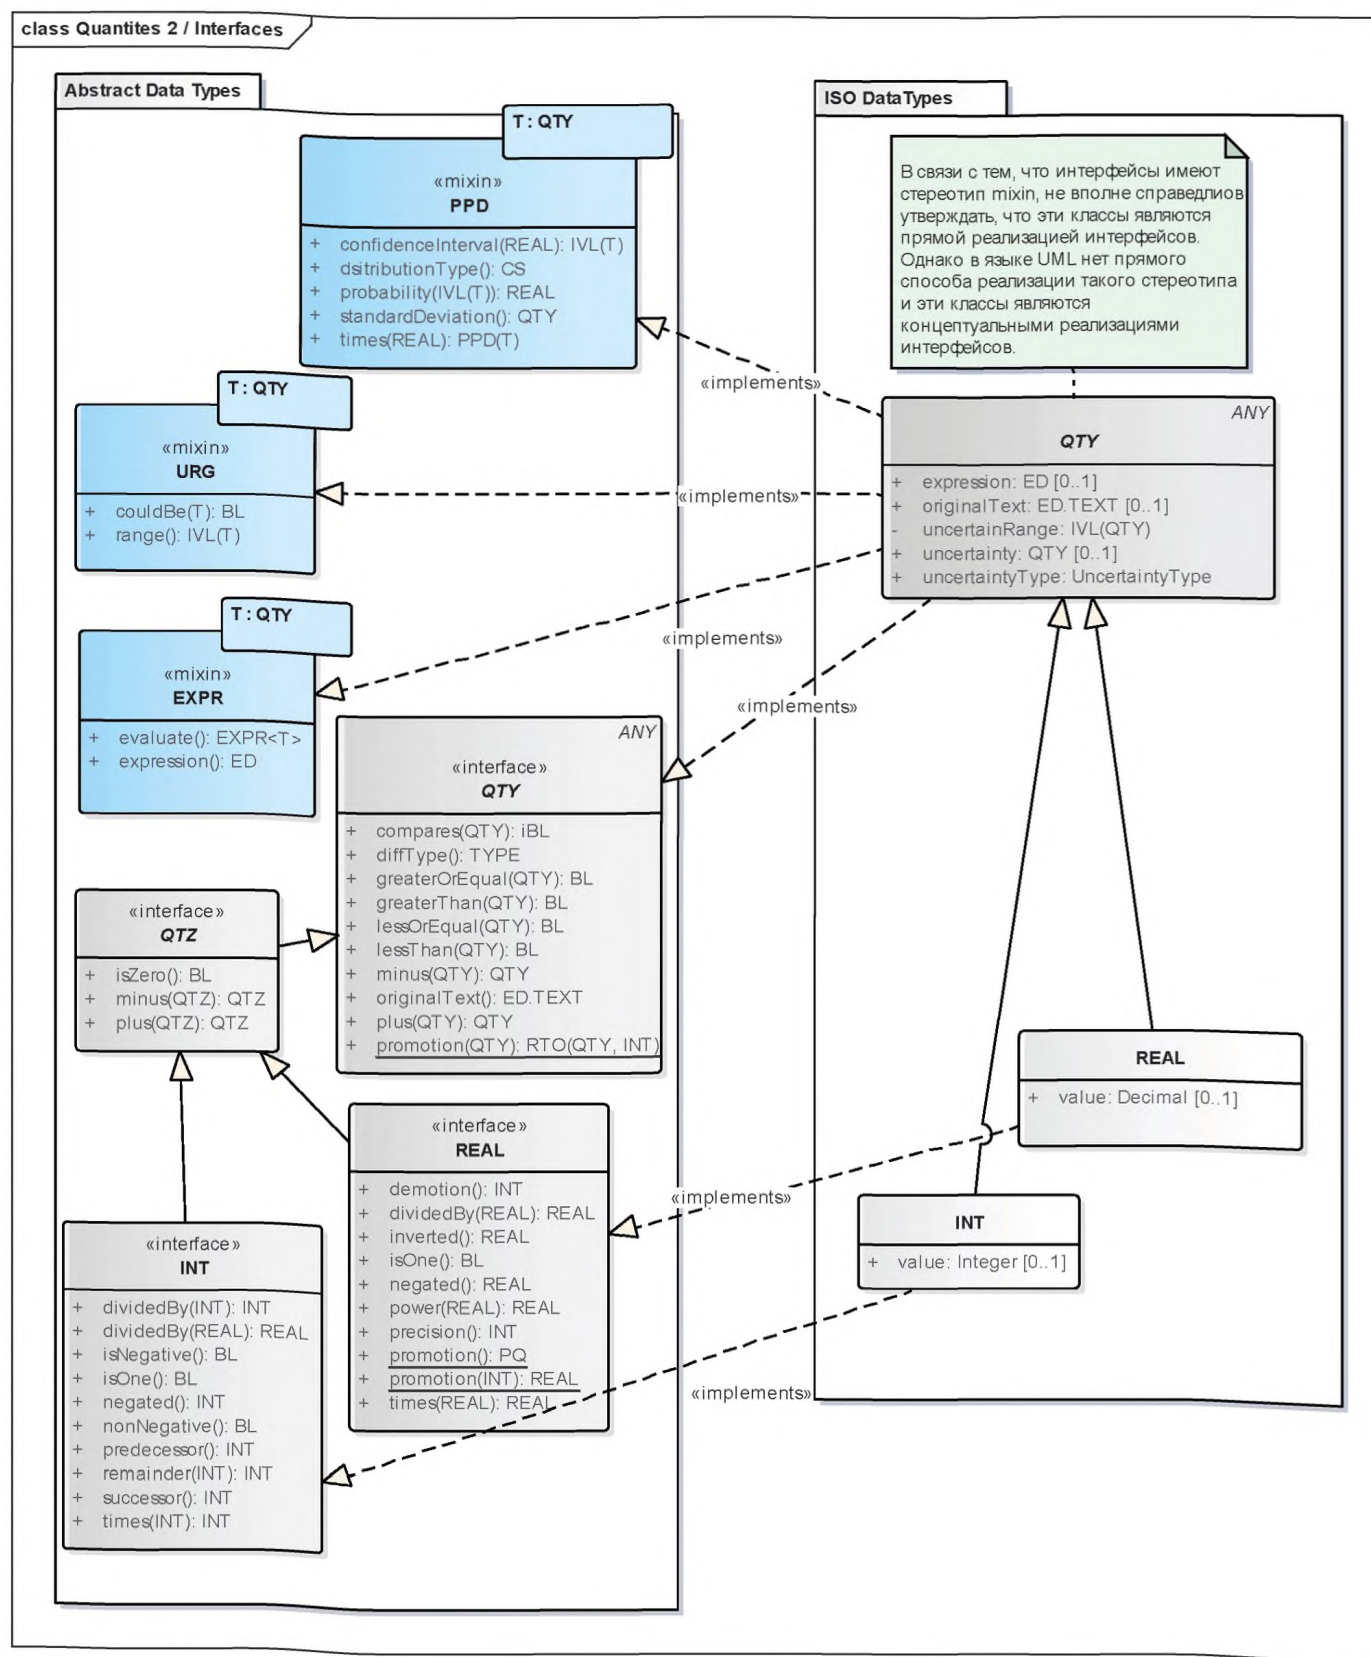 class Quantites 2 / Interfaces
Abstract Data Types
T : QTY
«mixin»
PPD
+ confidenceInterval(REAL): IVL(T)
+ dsitributionType(): CS
+ probability(IVL(T)): REAL
+ standardDeviation(): QTY
+ times(REAL): PPD(T)
T : QTY
«mixin»
URG
+ couldBe(T): BL
+ range(): IVL(T)
T : QTY
«mixin»
EXPR
+ evaluate(): EXPR<T>
+ expression(): ED
ANY
«interface»
QTY
+ compares(QTY): iBL
+ diffType(): TYPE
+ greaterOrEqual(QTY): BL
+ greaterThan(QTY): BL
+ lessOrEqual(QTY): BL
+ lessThan(QTY): BL
+ minus(QTY): QTY
+ originalText(): ED.TEXT
+ plus(QTY): QTY
+ promotion(QTY): RTO(QTY, INT)
«interface»
QTZ
+ isZero(): BL
+ minus(QTZ): QTZ
+ plus(QTZ): QTZ
«interface»
REAL
+ demotion(): INT
+ dividedBy(REAL): REAL
+ inverted(): REAL
+ isOne(): BL
+ negated(): REAL
+ power(REAL): REAL
+ precision(): INT
+ promotion(): PQ
+ promotion(INT): REAL
+ times(REAL): REAL
«interface»
INT
+ dividedBy(INT): INT
+ dividedBy(REAL): REAL
+ isNegative(): BL
+ isOne(): BL
+ negated(): INT
+ nonNegative(): BL
+ predecessor(): INT
+ remainder(INT): INT
+ successor(): INT
+ times(INT): INT
«implements»
«implements»
«implements»
«implements»
«implements»
«implements»
ISO DataTypes
В связи с тем, что интерфейсы имеют
стереотип mixin, не вполне справедлиов
утверждать, что эти классы являются
прямой реализацией интерфейсов.
Однако в языке UML нет прямого
способа реализации такого стереотипа
и эти классы являются
концептуальными реализациями
интерфейсов.
ANY
QTY
+ expression: ED [0..1]
+ originalText: ED.TEXT [0..1]
- uncertainRange: IVL(QTY)
+ uncertainty: QTY [0..1]
+ uncertaintyType: UncertaintyType
REAL
+ value: Decimal [0..1]
INT
+ value: Integer [0..1]